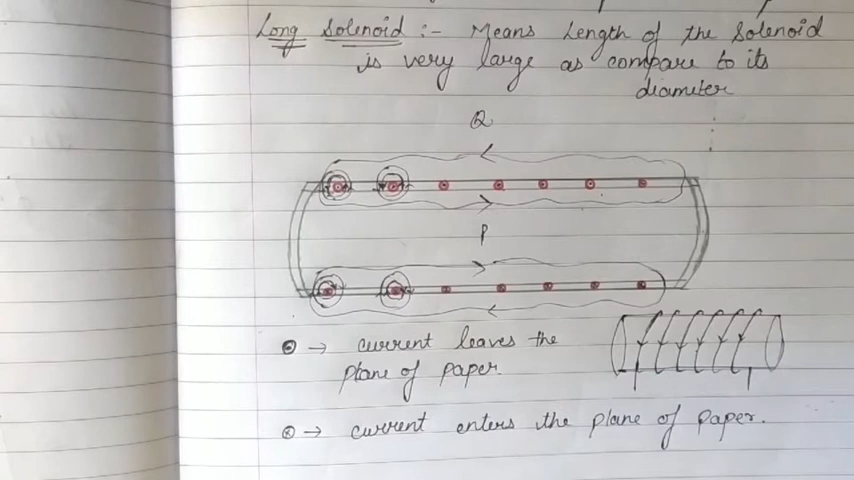 Long Solenoid :- Means Length of the Solenoid
is very large as compare to its
diameter
Q
P
⊙ → current leaves the
plane of paper.
⊗ → current enters the plane of paper.